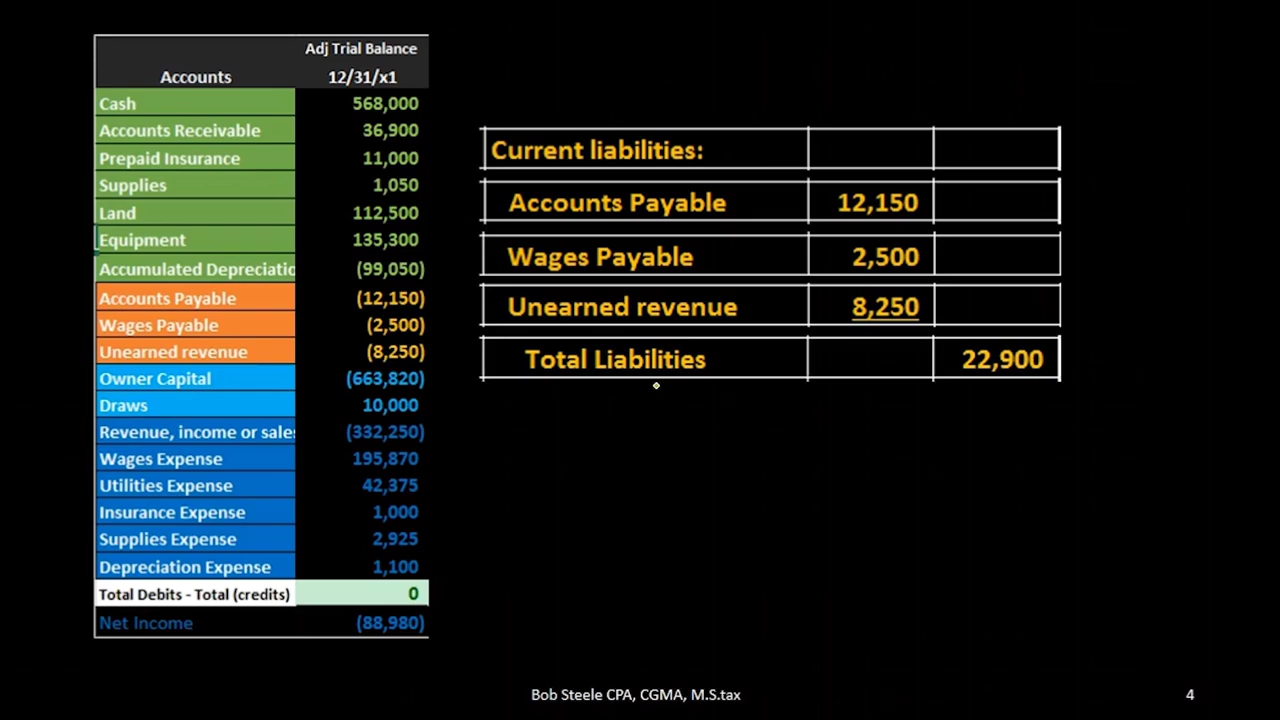 Adj Trial Balance
Accounts 12/31/x1
Cash 568,000
Accounts Receivable 36,900
Prepaid Insurance 11,000
Supplies 1,050
Land 112,500
Equipment 135,300
Accumulated Depreciatio (99,050)
Accounts Payable (12,150)
Wages Payable (2,500)
Unearned revenue (8,250)
Owner Capital (663,820)
Draws 10,000
Revenue, income or sales (332,250)
Wages Expense 195,870
Utilities Expense 42,375
Insurance Expense 1,000
Supplies Expense 2,925
Depreciation Expense 1,100
Total Debits - Total (credits) 0
Net Income (88,980)
Current liabilities:
Accounts Payable 12,150
Wages Payable 2,500
Unearned revenue 8,250
Total Liabilities 22,900
Bob Steele CPA, CGMA, M.S.tax
4